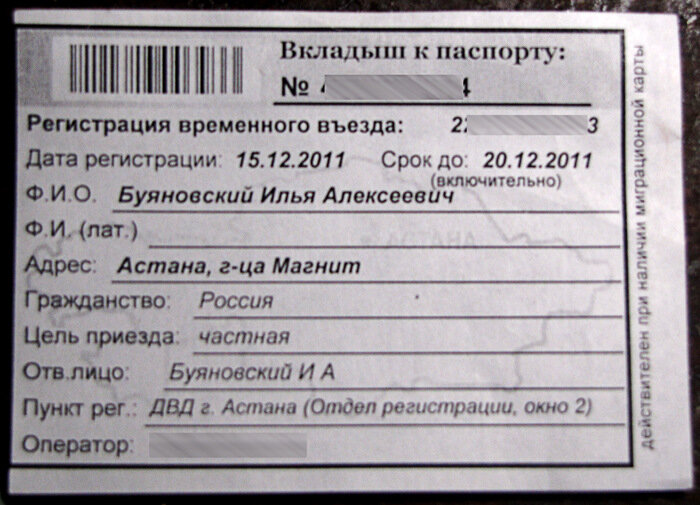 Вкладыш к паспорту:
№
Регистрация временного въезда:
Дата регистрации: 15.12.2011 Срок до: 20.12.2011
(включительно)
Ф.И.О. Буяновский Илья Алексеевич
Ф.И. (лат.)
АСТАНА
Адрес: Астана, г-ца Магнит
Гражданство: Россия
Цель приезда: частная
Отв.лицо: Буяновский И А
Пункт рег.: ДВД г. Астана (Отдел регистрации, окно 2)
Оператор:
действителен при наличии миграционной карты